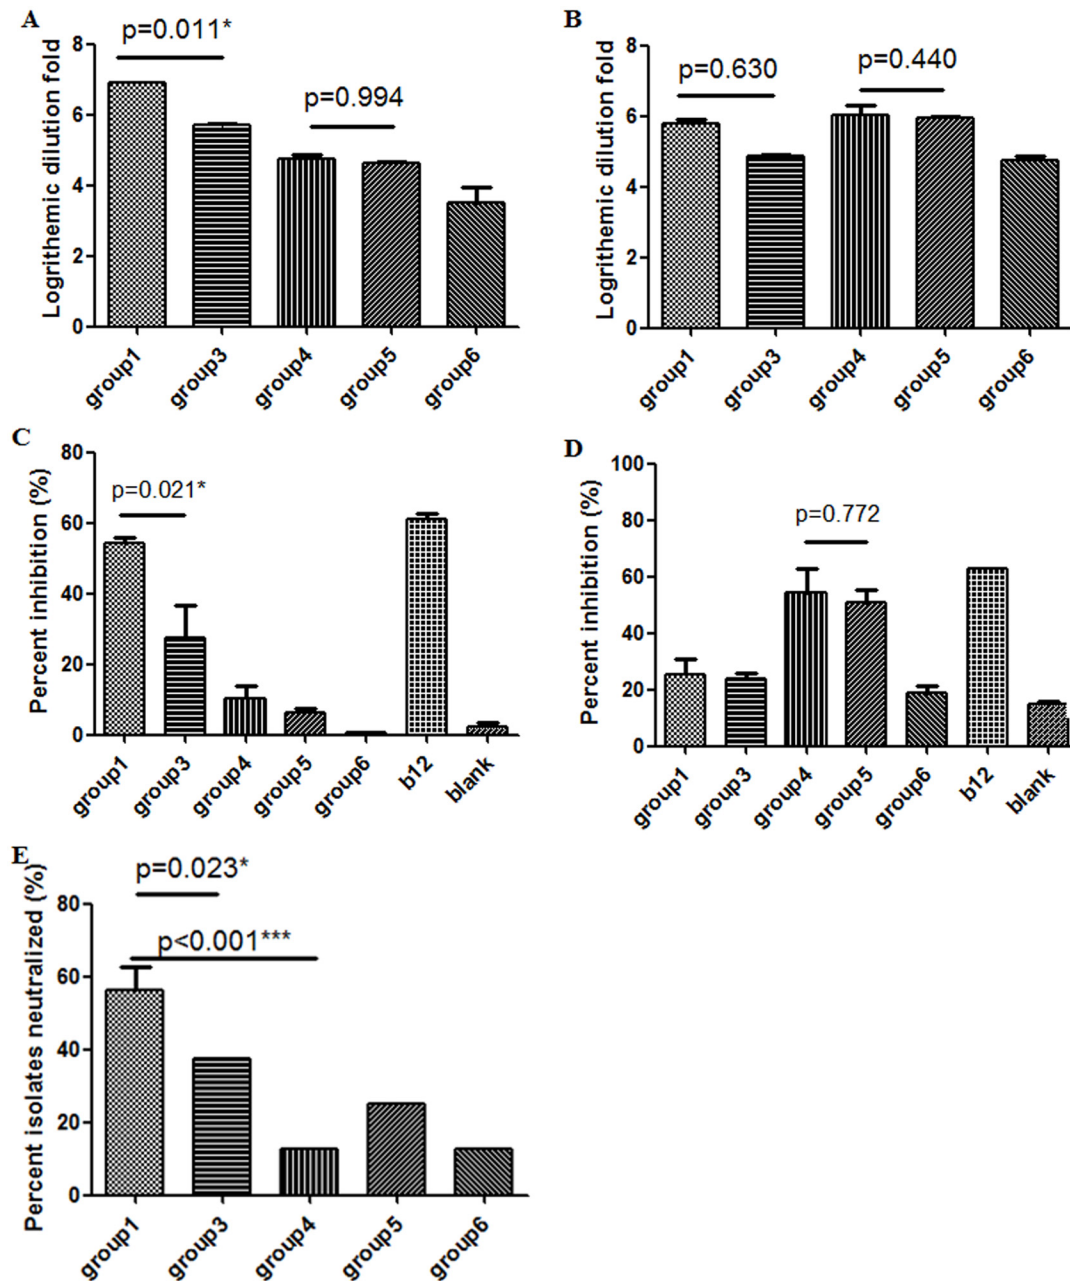 A
p=0.011*
p=0.994
Logrithemic dilution fold
8
6
4
2
0
group1
group3
group4
group5
group6
B
p=0.630
p=0.440
Logrithemic dilution fold
8
6
4
2
0
group1
group3
group4
group5
group6
C
p=0.021*
Percent inhibition (%)
80
60
40
20
0
group1
group3
group4
group5
group6
b12
blank
D
p=0.772
Percent inhibition (%)
100
80
60
40
20
0
group1
group3
group4
group5
group6
b12
blank
E
p=0.023*
p<0.001***
Percent isolates neutralized (%)
80
60
40
20
0
group1
group3
group4
group5
group6